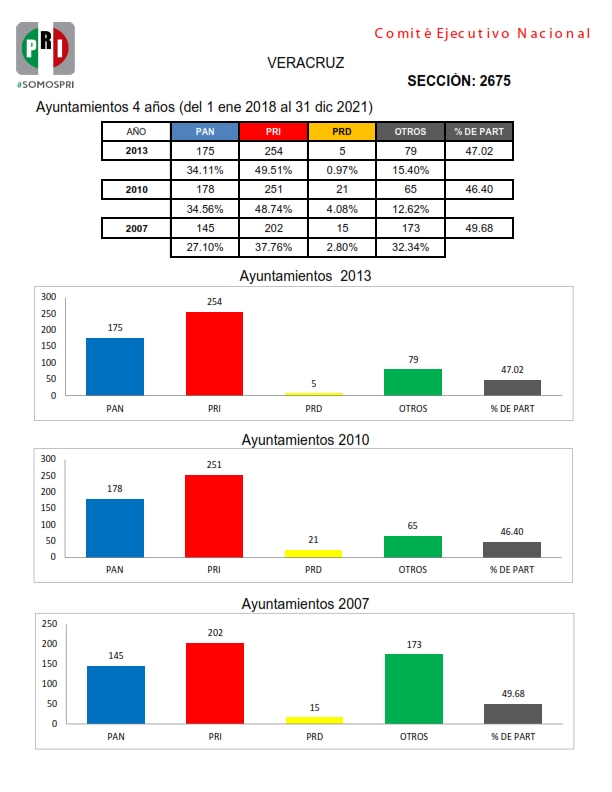 Comité Ejecutivo Nacional
PRI
#SOMOSPRI
VERACRUZ
SECCIÓN: 2675
Ayuntamientos 4 años (del 1 ene 2018 al 31 dic 2021)
AÑO PAN PRI PRD OTROS % DE PART
2013 175 254 5 79 47.02
34.11% 49.51% 0.97% 15.40%
2010 178 251 21 65 46.40
34.56% 48.74% 4.08% 12.62%
2007 145 202 15 173 49.68
27.10% 37.76% 2.80% 32.34%
Ayuntamientos 2013
300
250
200
150
100
50
0
175 254 5 79 47.02
PAN PRI PRD OTROS % DE PART
Ayuntamientos 2010
300
250
200
150
100
50
0
178 251 21 65 46.40
PAN PRI PRD OTROS % DE PART
Ayuntamientos 2007
250
200
150
100
50
0
145 202 15 173 49.68
PAN PRI PRD OTROS % DE PART